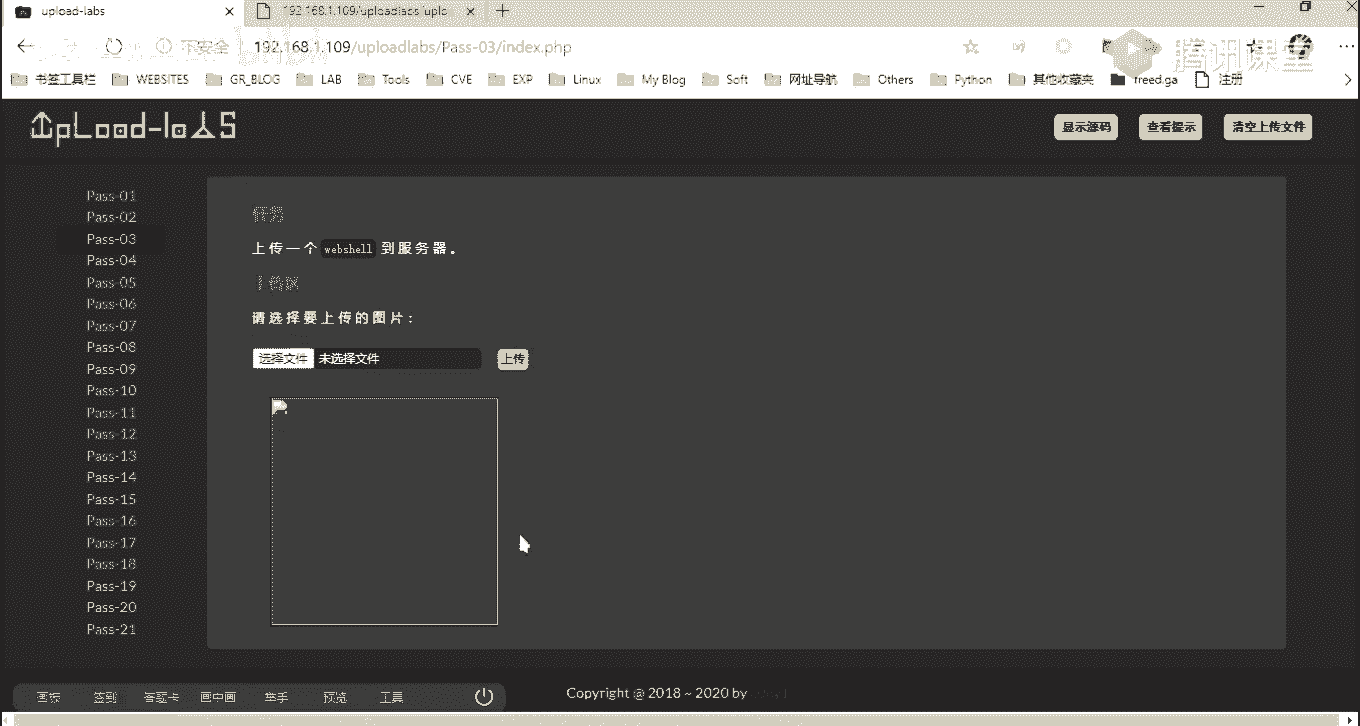 upload-labs
192.168.1.109/uploadlabs/uplo
不安全
192.168.1.109/uploadlabs/Pass-03/index.php
腾讯课堂
书签工具栏 WEBSITES GR_BLOG LAB Tools CVE EXP Linux My Blog Soft 网址导航 Others Python 其他收藏夹 freed.ga 注册
UpLoad-labS
显示源码 查看提示 清空上传文件
Pass-01
Pass-02
Pass-03
Pass-04
Pass-05
Pass-06
Pass-07
Pass-08
Pass-09
Pass-10
Pass-11
Pass-12
Pass-13
Pass-14
Pass-15
Pass-16
Pass-17
Pass-18
Pass-19
Pass-20
Pass-21
任务
上传一个 webshell 到服务器。
上传区
请选择要上传的图片：
选择文件 未选择文件 上传
画板 签到 答题卡 画中画 举手 预览 工具
Copyright @ 2018 ~ 2020 by